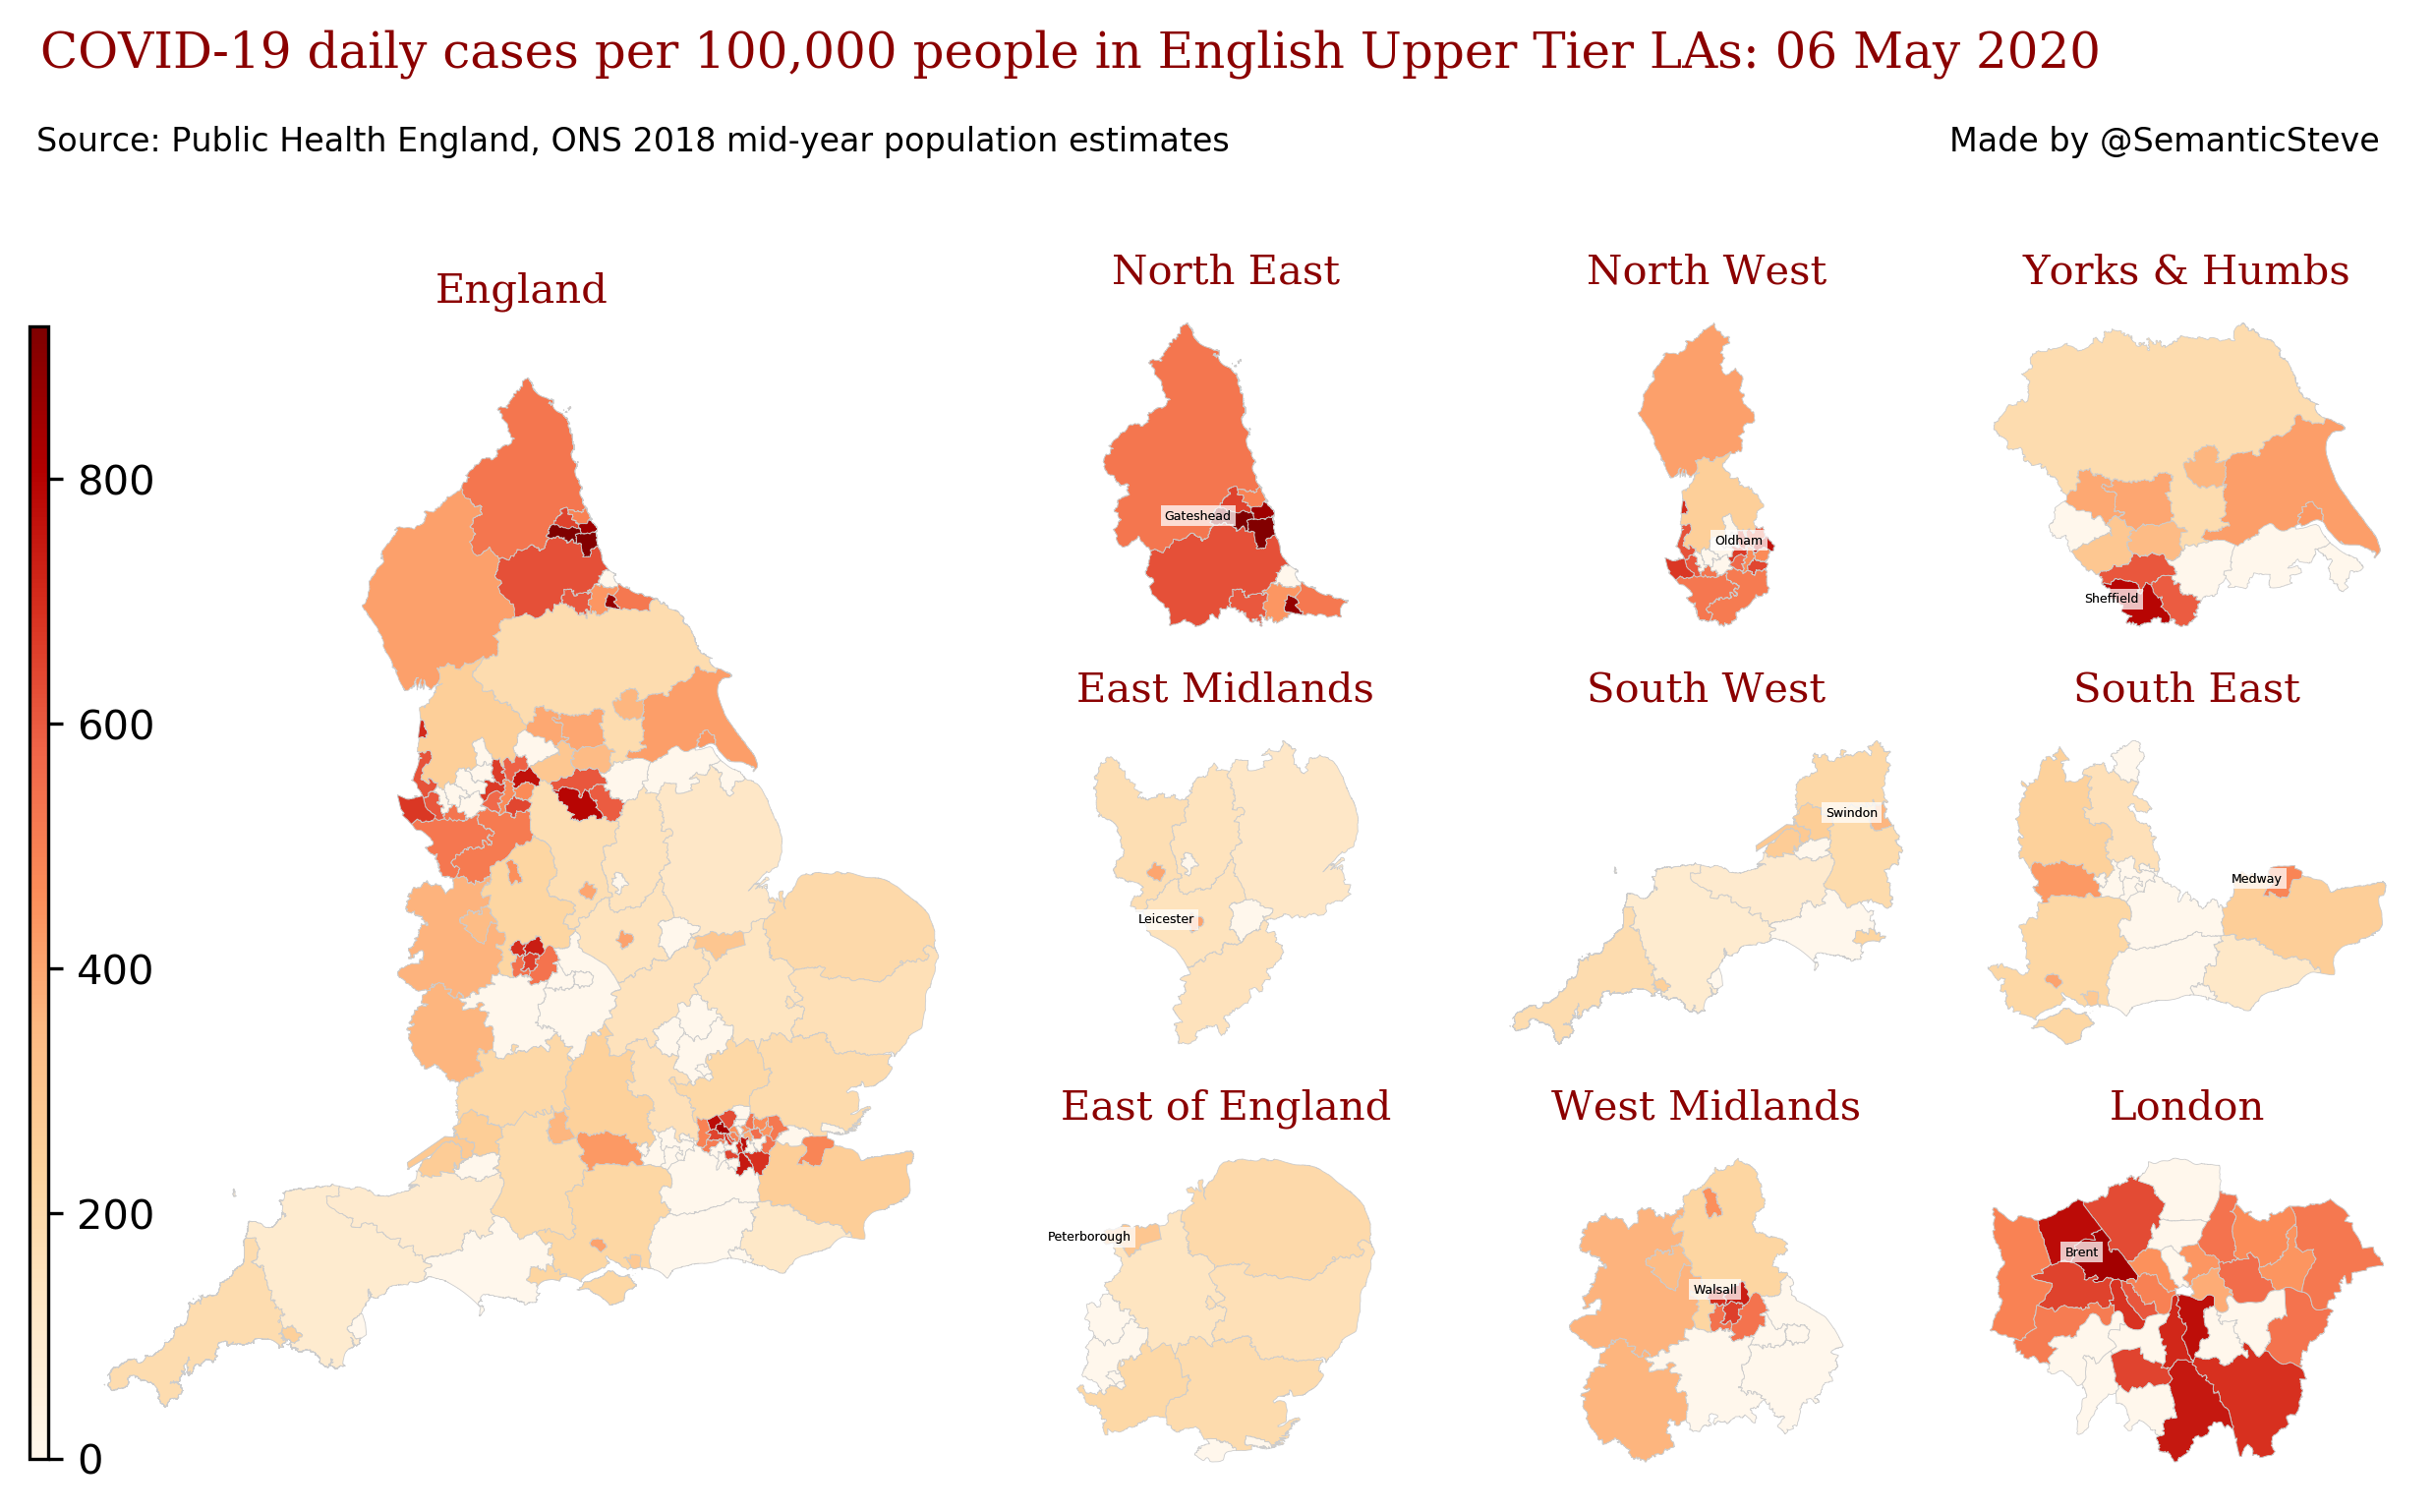 COVID-19 daily cases per 100,000 people in English Upper Tier LAs: 06 May 2020
Source: Public Health England, ONS 2018 mid-year population estimates
Made by @SemanticSteve
England
800
600
400
200
0
North East
Gateshead
North West
Oldham
Yorks & Humbs
Sheffield
East Midlands
Leicester
South West
Swindon
South East
Medway
East of England
Peterborough
West Midlands
Walsall
London
Brent